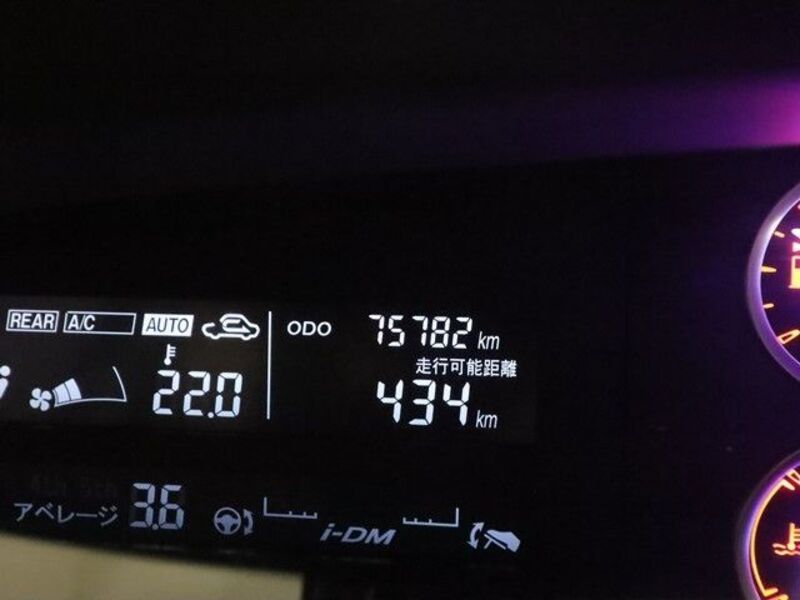 REAR A/C AUTO
ODO 75782 km
走行可能距離
22.0
434 km
アベレージ 3.6
i-DM